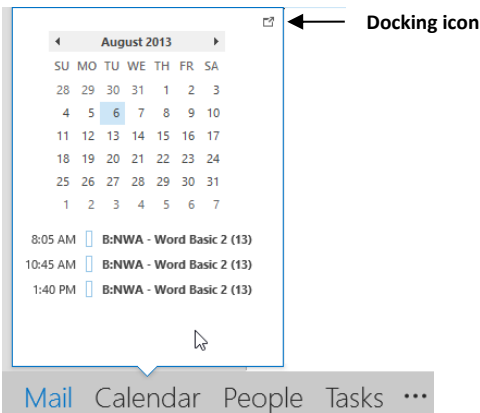 Docking icon
August 2013
SU MO TU WE TH FR SA
28 29 30 31 1 2 3
4 5 6 7 8 9 10
11 12 13 14 15 16 17
18 19 20 21 22 23 24
25 26 27 28 29 30 31
1 2 3 4 5 6 7
8:05 AM B:NWA - Word Basic 2 (13)
10:45 AM B:NWA - Word Basic 2 (13)
1:40 PM B:NWA - Word Basic 2 (13)
Mail Calendar People Tasks ···